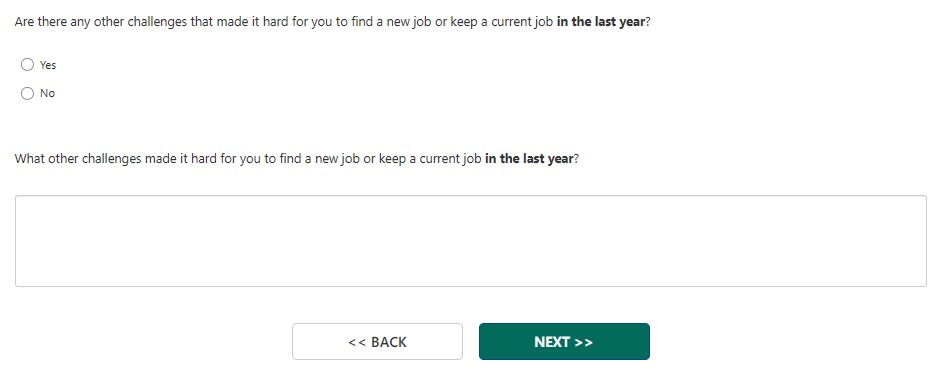 Are there any other challenges that made it hard for you to find a new job or keep a current job in the last year?
Yes
No
What other challenges made it hard for you to find a new job or keep a current job in the last year?
<< BACK
NEXT >>